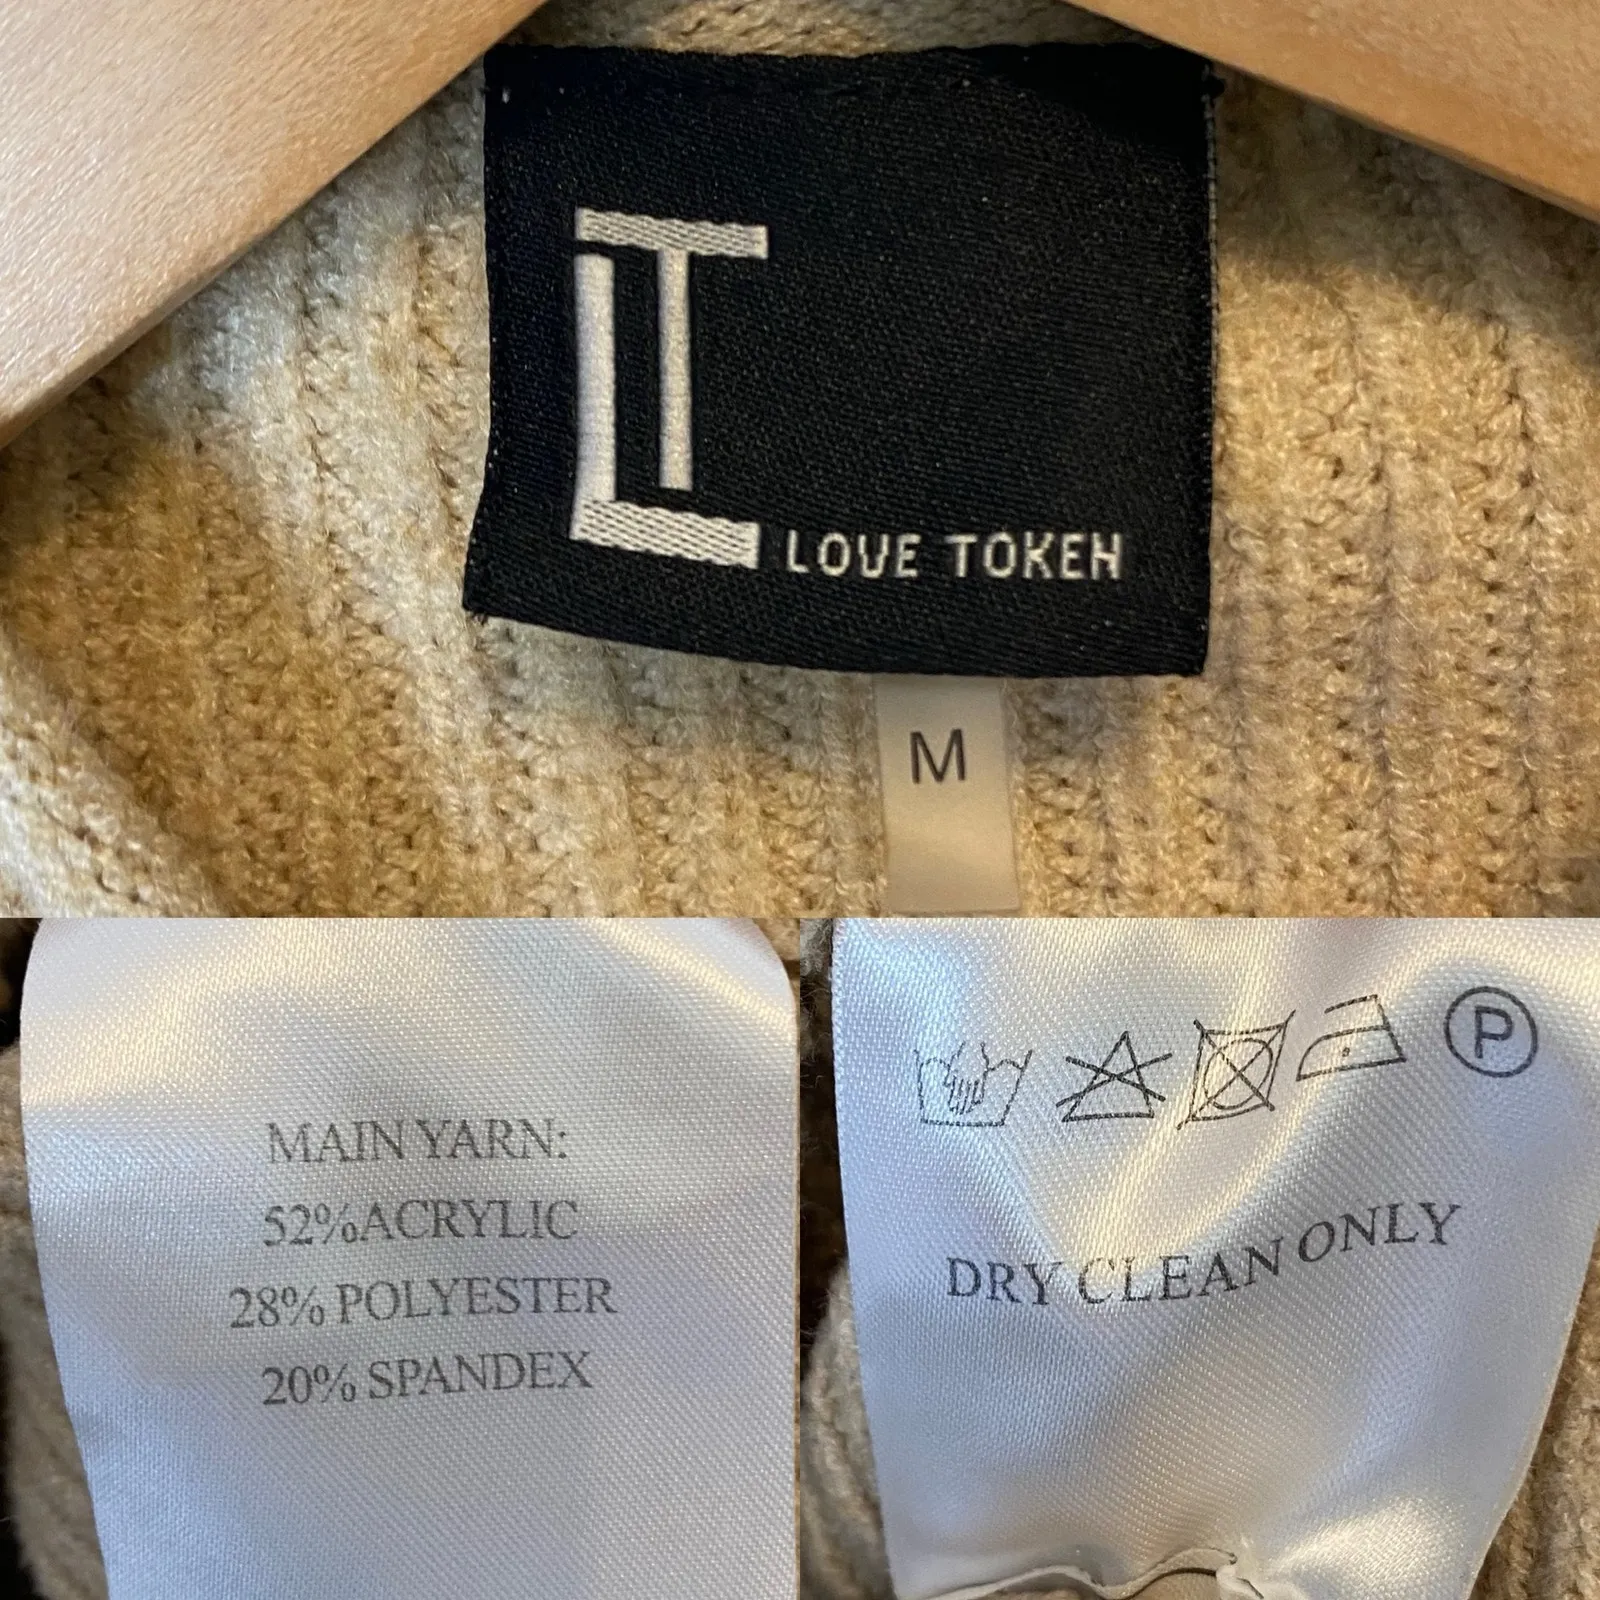 LT
LOVE TOKEN
M
MAIN YARN:
52%ACRYLIC
28% POLYESTER
20% SPANDEX
P
DRY CLEAN ONLY